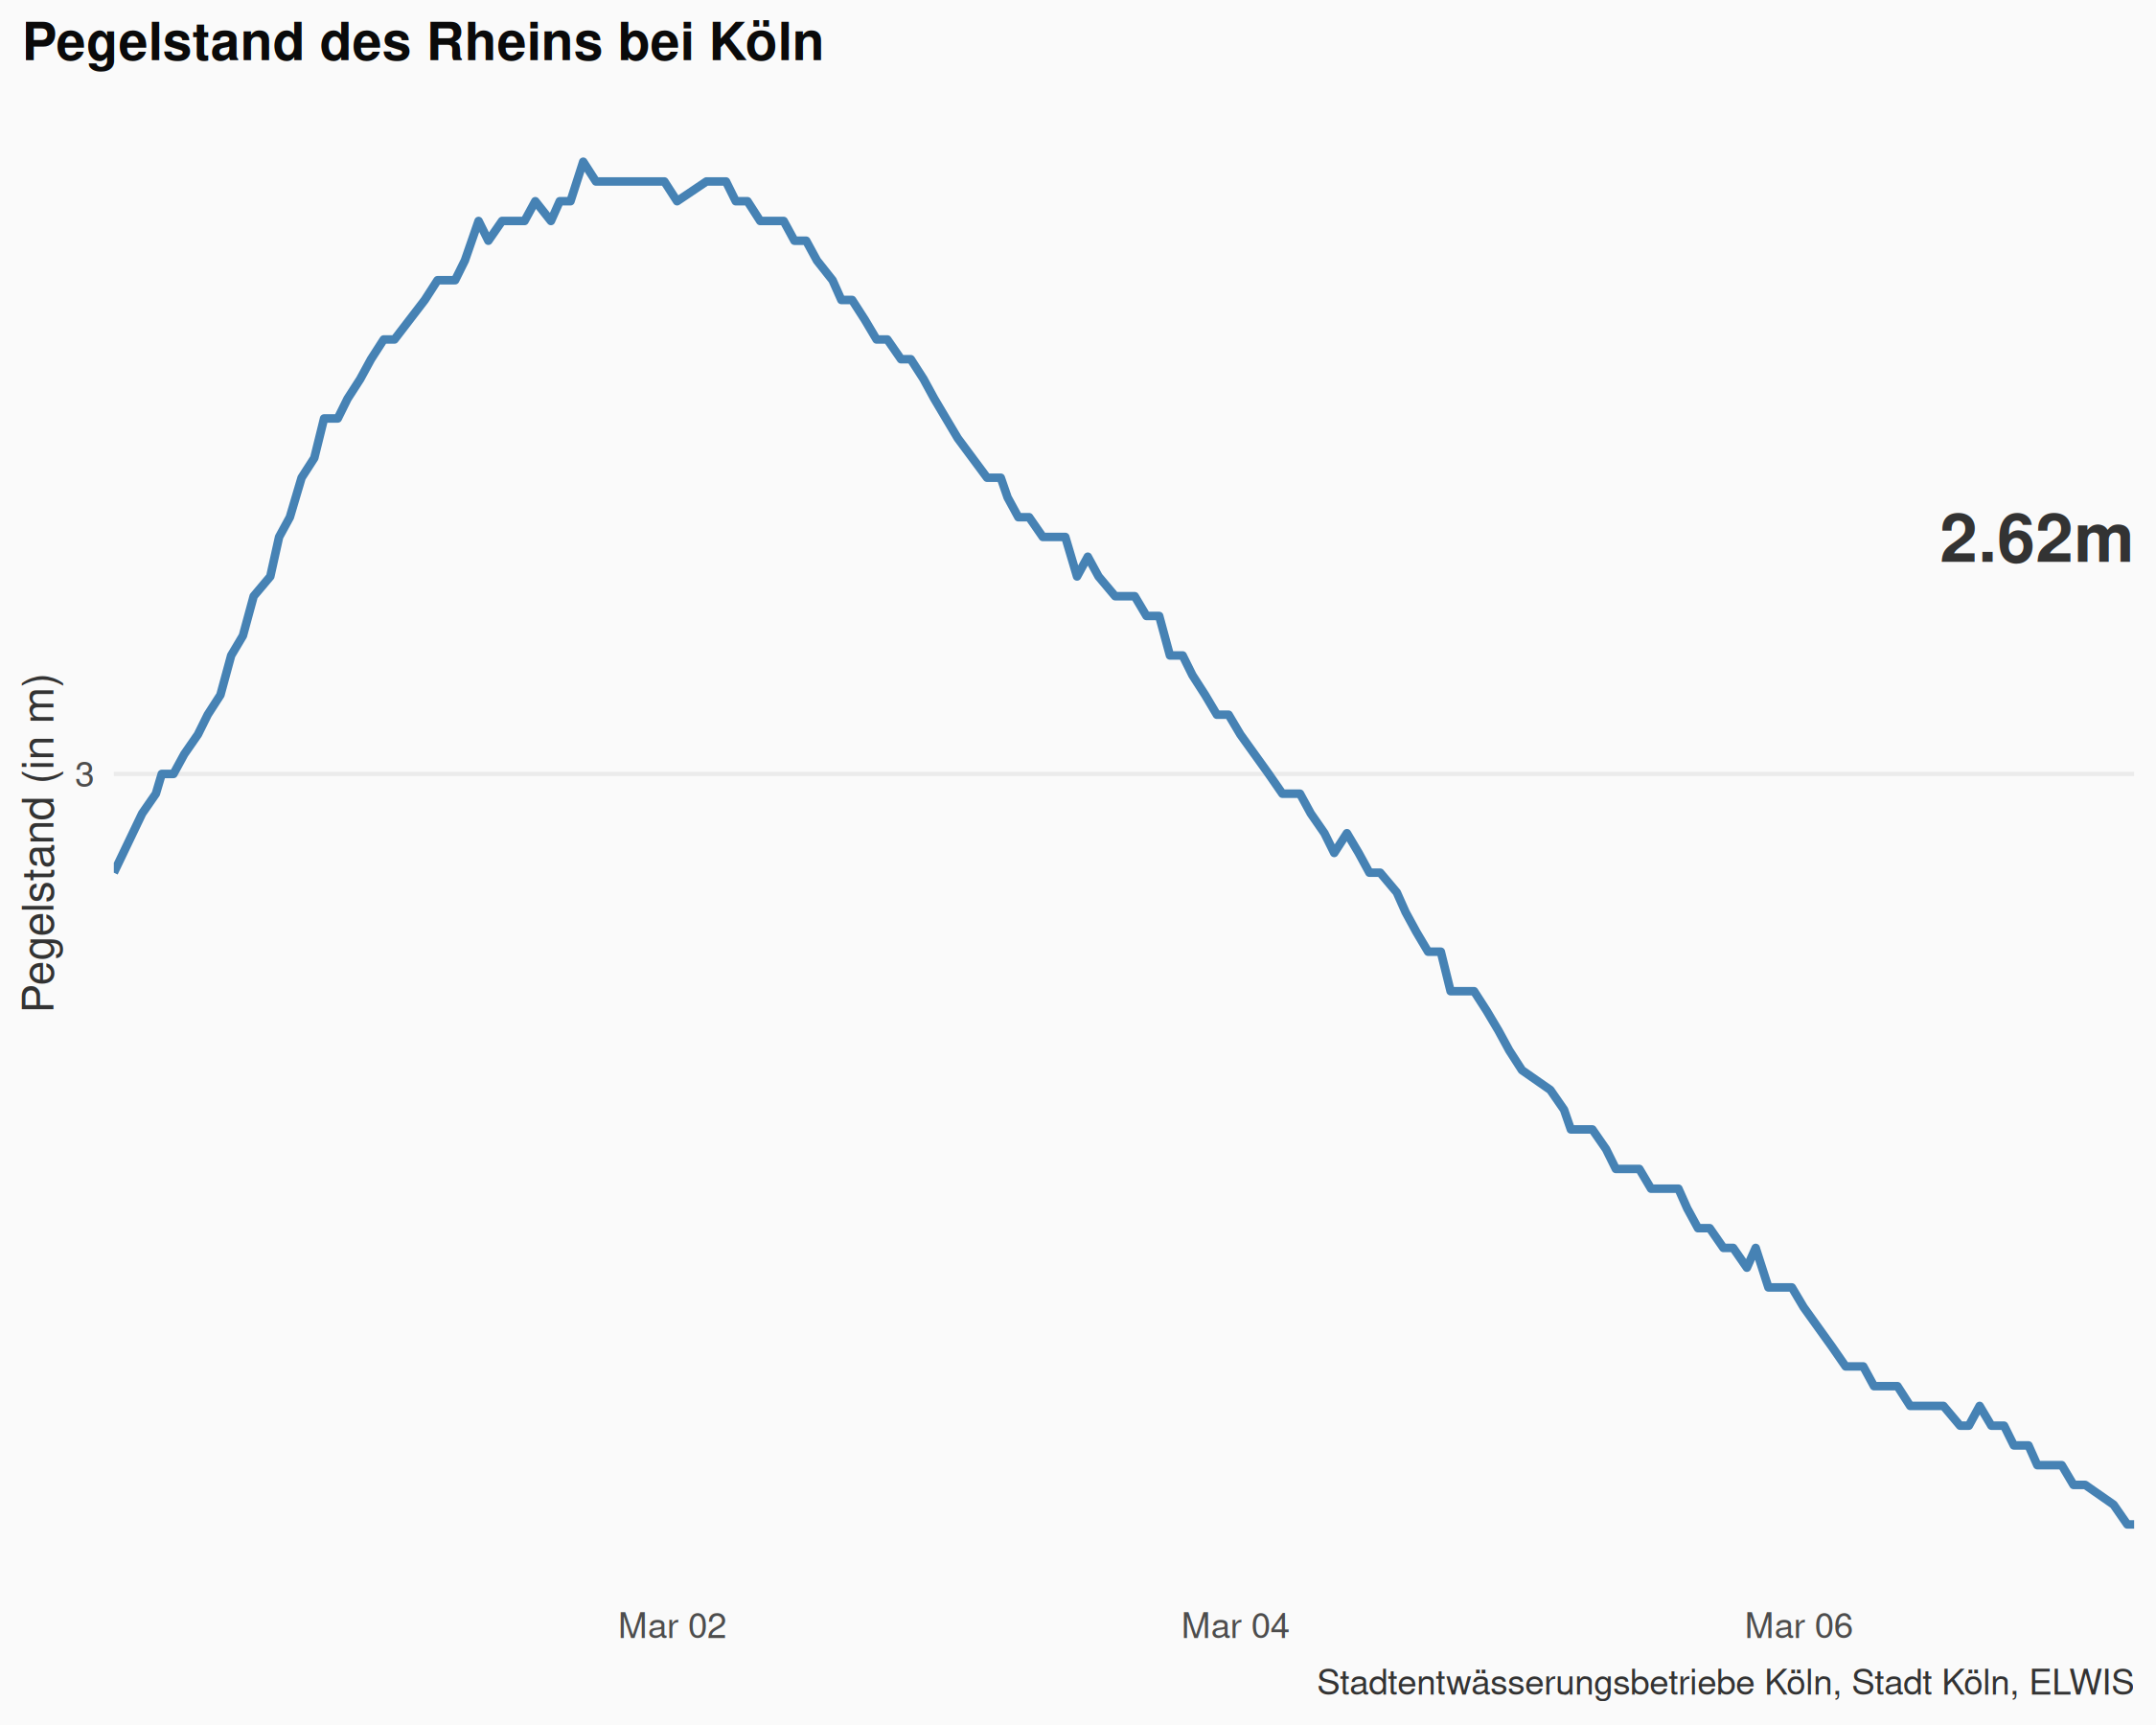 Pegelstand des Rheins bei Köln
2.62m
Pegelstand (in m)
3
Mar 02
Mar 04
Mar 06
Stadtentwässerungsbetriebe Köln, Stadt Köln, ELWIS